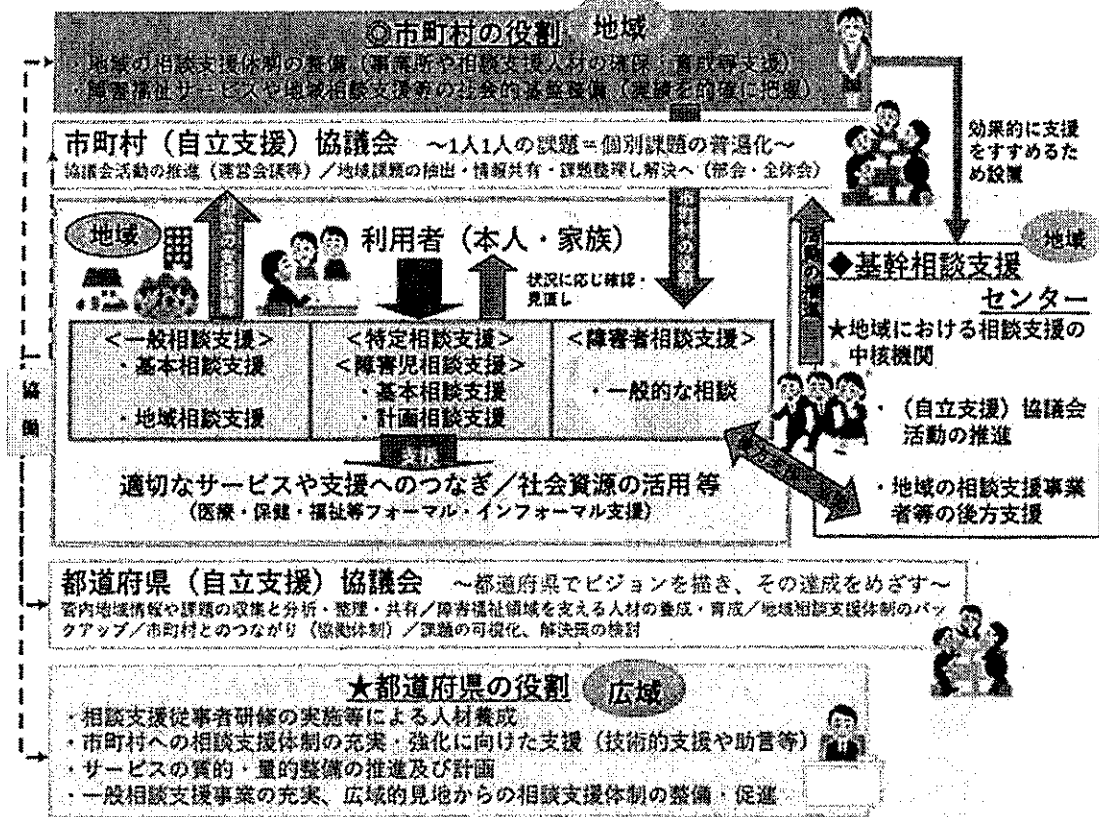 ◎市町村の役割
地域
・地域の相談支援体制の整備（事業所や相談支援人材の確保・育成等支援）
・障害福祉サービスや地域相談支援等の社会的基盤整備（実績を的確に把握）
市町村（自立支援）協議会 ～1人1人の課題＝個別課題の普遍化～
協議会活動の推進（運営会議等）／地域課題の抽出・情報共有・課題整理し解決へ（部会・全体会）
効果的に支援
をすすめるた
め設置
地域
利用者（本人・家族）
状況に応じ確認・
見直し
＜一般相談支援＞
・基本相談支援
・地域相談支援
＜特定相談支援＞
＜障害児相談支援＞
・基本相談支援
・計画相談支援
＜障害者相談支援＞
・一般的な相談
支援
適切なサービスや支援へのつなぎ／社会資源の活用等
（医療・保健・福祉等フォーマル・インフォーマル支援）
活動の推進
地域
◆基幹相談支援
センター
★地域における相談支援の
中核機関
・（自立支援）協議会
活動の推進
・地域の相談支援事業
者等の後方支援
協
働
都道府県（自立支援）協議会 ～都道府県でビジョンを描き、その達成をめざす～
管内地域情報や課題の収集と分析・整理・共有／障害福祉領域を支える人材の養成・育成／地域相談支援体制のバッ
クアップ／市町村とのつながり（協働体制）／課題の可視化、解決策の検討
★都道府県の役割
広域
・相談支援従事者研修の実施等による人材養成
・市町村への相談支援体制の充実・強化に向けた支援（技術的支援や助言等）
・サービスの質的・量的整備の推進及び計画
・一般相談支援事業の充実、広域的見地からの相談支援体制の整備・促進